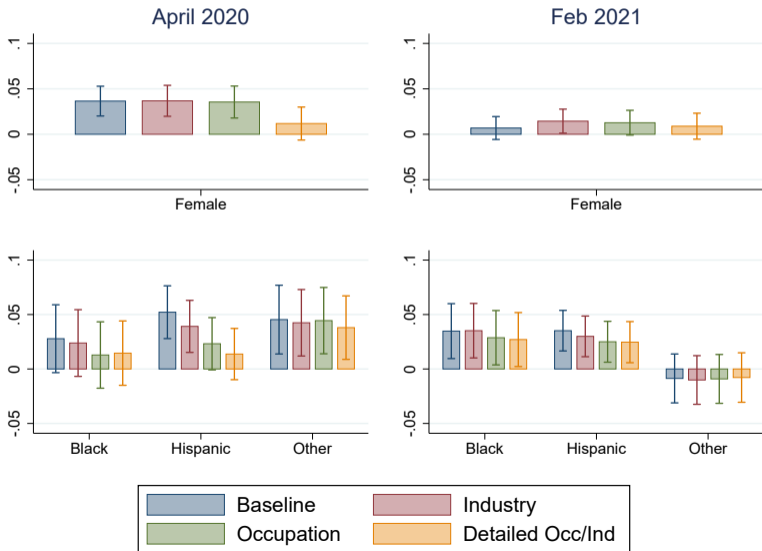 April 2020
Feb 2021
.1
.05
0
-.05
Female
.1
.05
0
-.05
Female
.1
.05
0
-.05
Black Hispanic Other
.1
.05
0
-.05
Black Hispanic Other
Baseline Industry
Occupation Detailed Occ/Ind